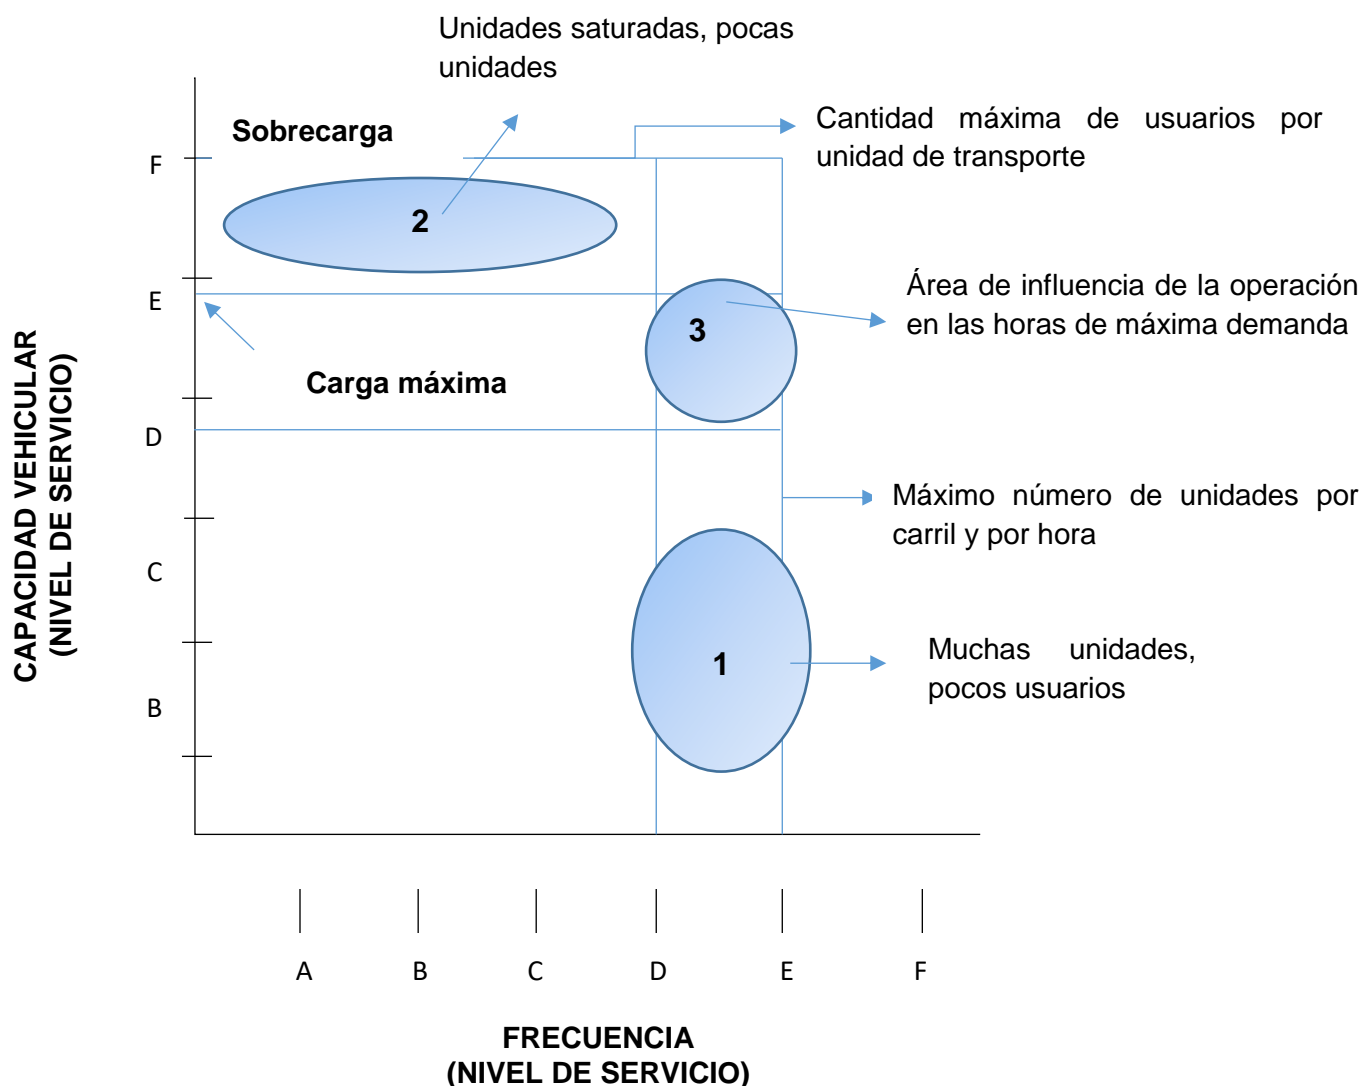 Unidades saturadas, pocas
unidades
Sobrecarga
Cantidad máxima de usuarios por
unidad de transporte
F
2
E
Área de influencia de la operación
en las horas de máxima demanda
3
Carga máxima
D
CAPACIDAD VEHICULAR
(NIVEL DE SERVICIO)
Máximo número de unidades por
carril y por hora
C
1
Muchas unidades,
pocos usuarios
B
A B C D E F
FRECUENCIA
(NIVEL DE SERVICIO)